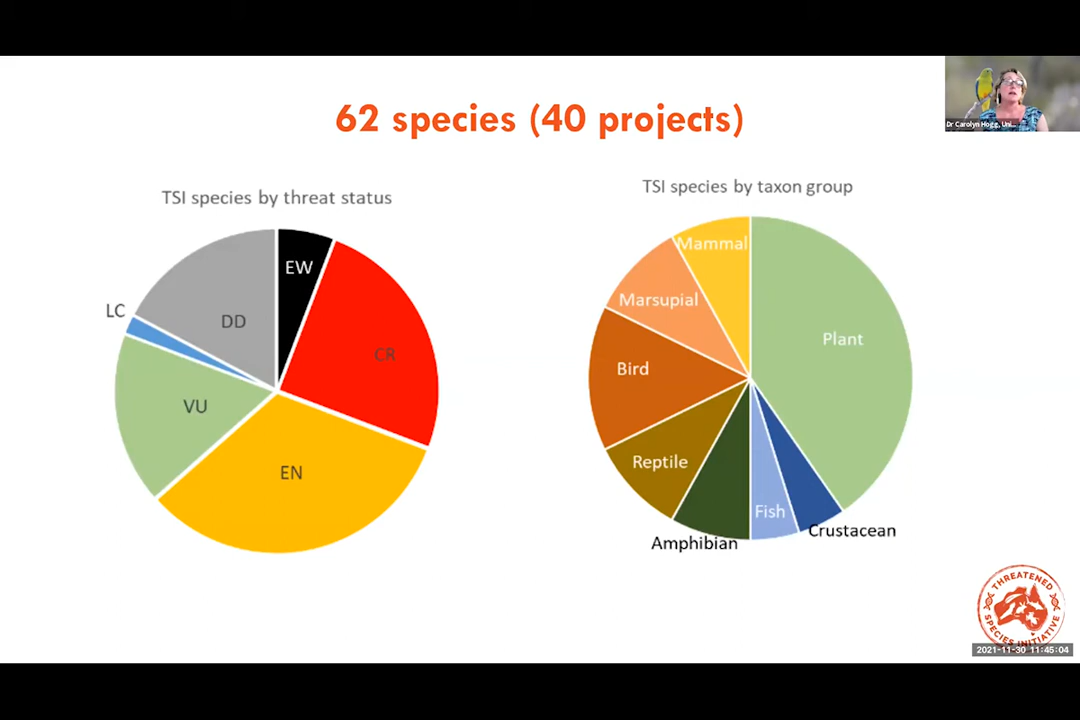 62 species (40 projects)
Dr Carolyn Hogg, Uni...
TSI species by threat status
EW
CR
EN
VU
LC
DD
TSI species by taxon group
Mammal
Marsupial
Plant
Bird
Reptile
Fish
Crustacean
Amphibian
THREATENED
SPECIES INITIATIVE
2021-11-30 11:45:04